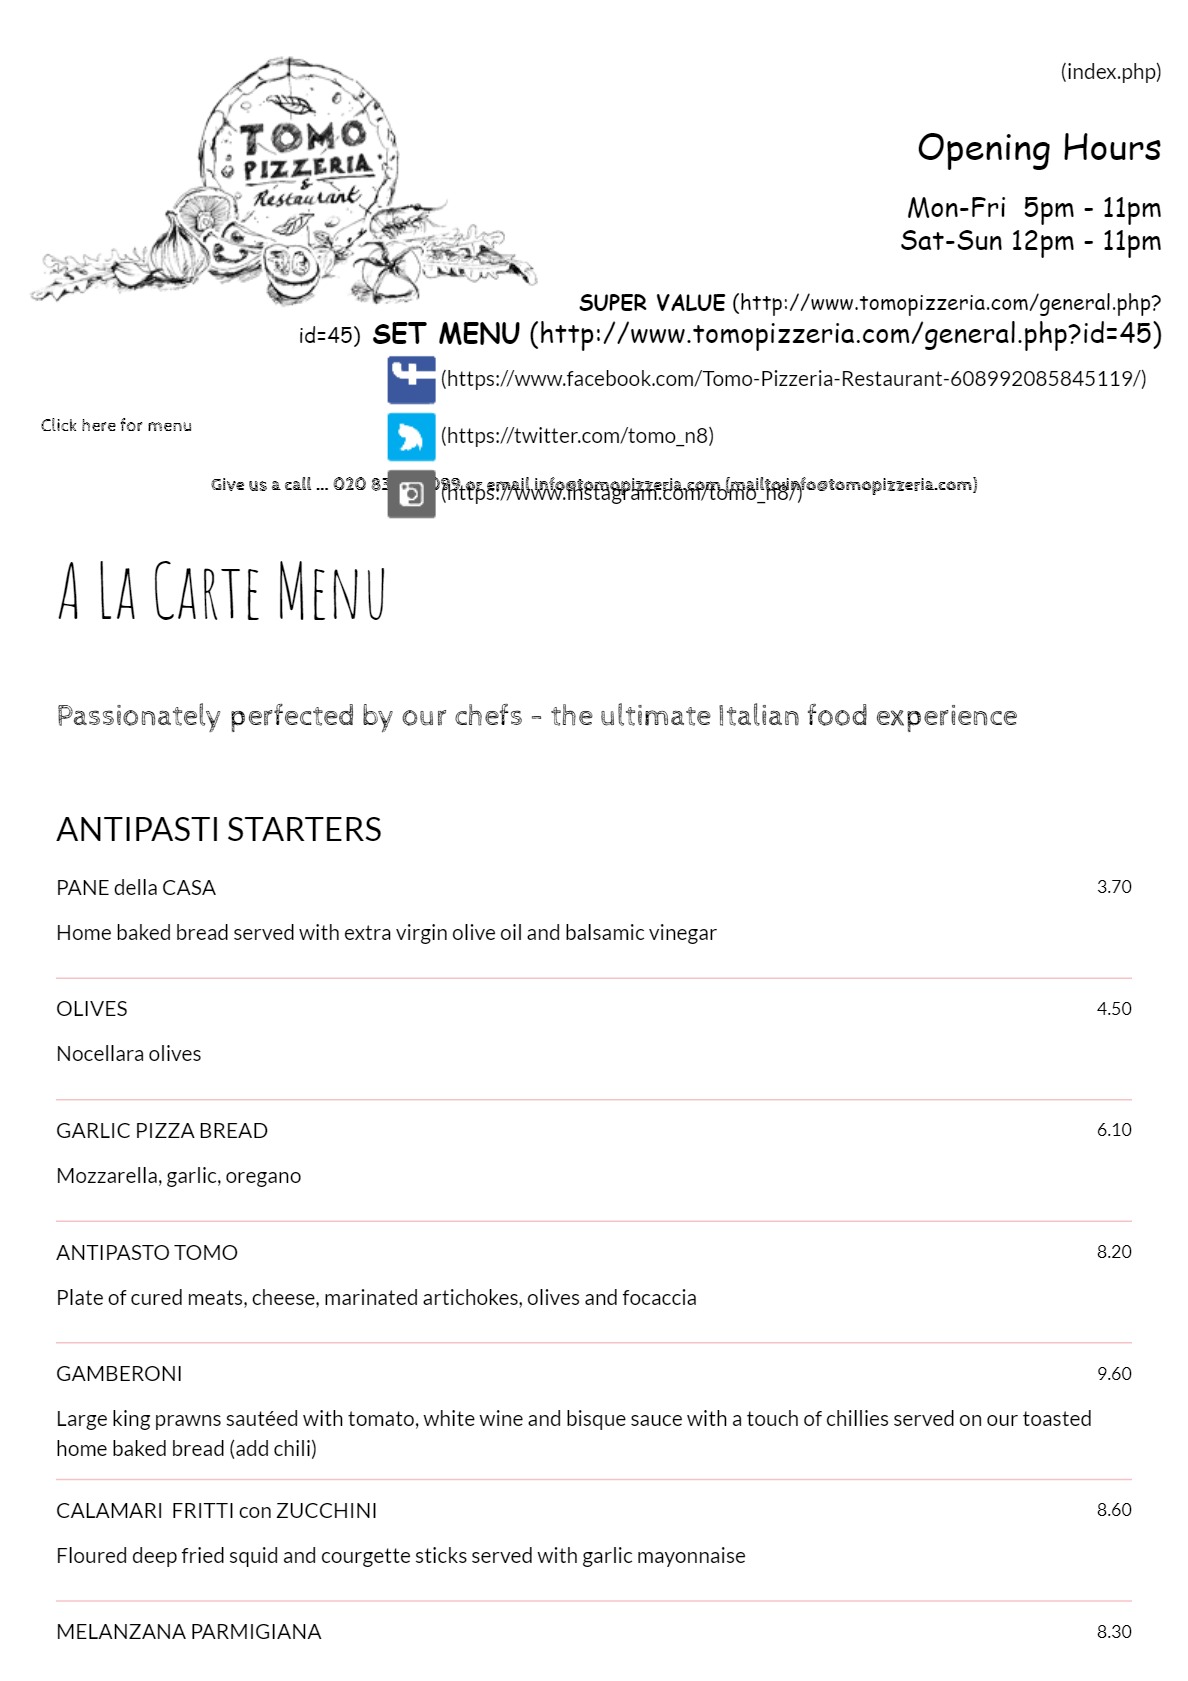 TOMO
PIZZERIA
&
Restaurant
(index.php)
Opening Hours
Mon-Fri 5pm - 11pm
Sat-Sun 12pm - 11pm
SUPER VALUE (http://www.tomopizzeria.com/general.php?
id=45) SET MENU (http://www.tomopizzeria.com/general.php?id=45)
(https://www.facebook.com/Tomo-Pizzeria-Restaurant-608992085845119/)
Click here for menu
(https://twitter.com/tomo_n8)
Give us a call ... 020 or email info@tomopizzeria.com (mailto:info@tomopizzeria.com)
(https://www.instagram.com/tomo_n8/)
A La Carte Menu
Passionately perfected by our chefs - the ultimate Italian food experience
ANTIPASTI STARTERS
PANE della CASA 3.70
Home baked bread served with extra virgin olive oil and balsamic vinegar
OLIVES 4.50
Nocellara olives
GARLIC PIZZA BREAD 6.10
Mozzarella, garlic, oregano
ANTIPASTO TOMO 8.20
Plate of cured meats, cheese, marinated artichokes, olives and focaccia
GAMBERONI 9.60
Large king prawns sautéed with tomato, white wine and bisque sauce with a touch of chillies served on our toasted
home baked bread (add chili)
CALAMARI FRITTI con ZUCCHINI 8.60
Floured deep fried squid and courgette sticks served with garlic mayonnaise
MELANZANA PARMIGIANA 8.30